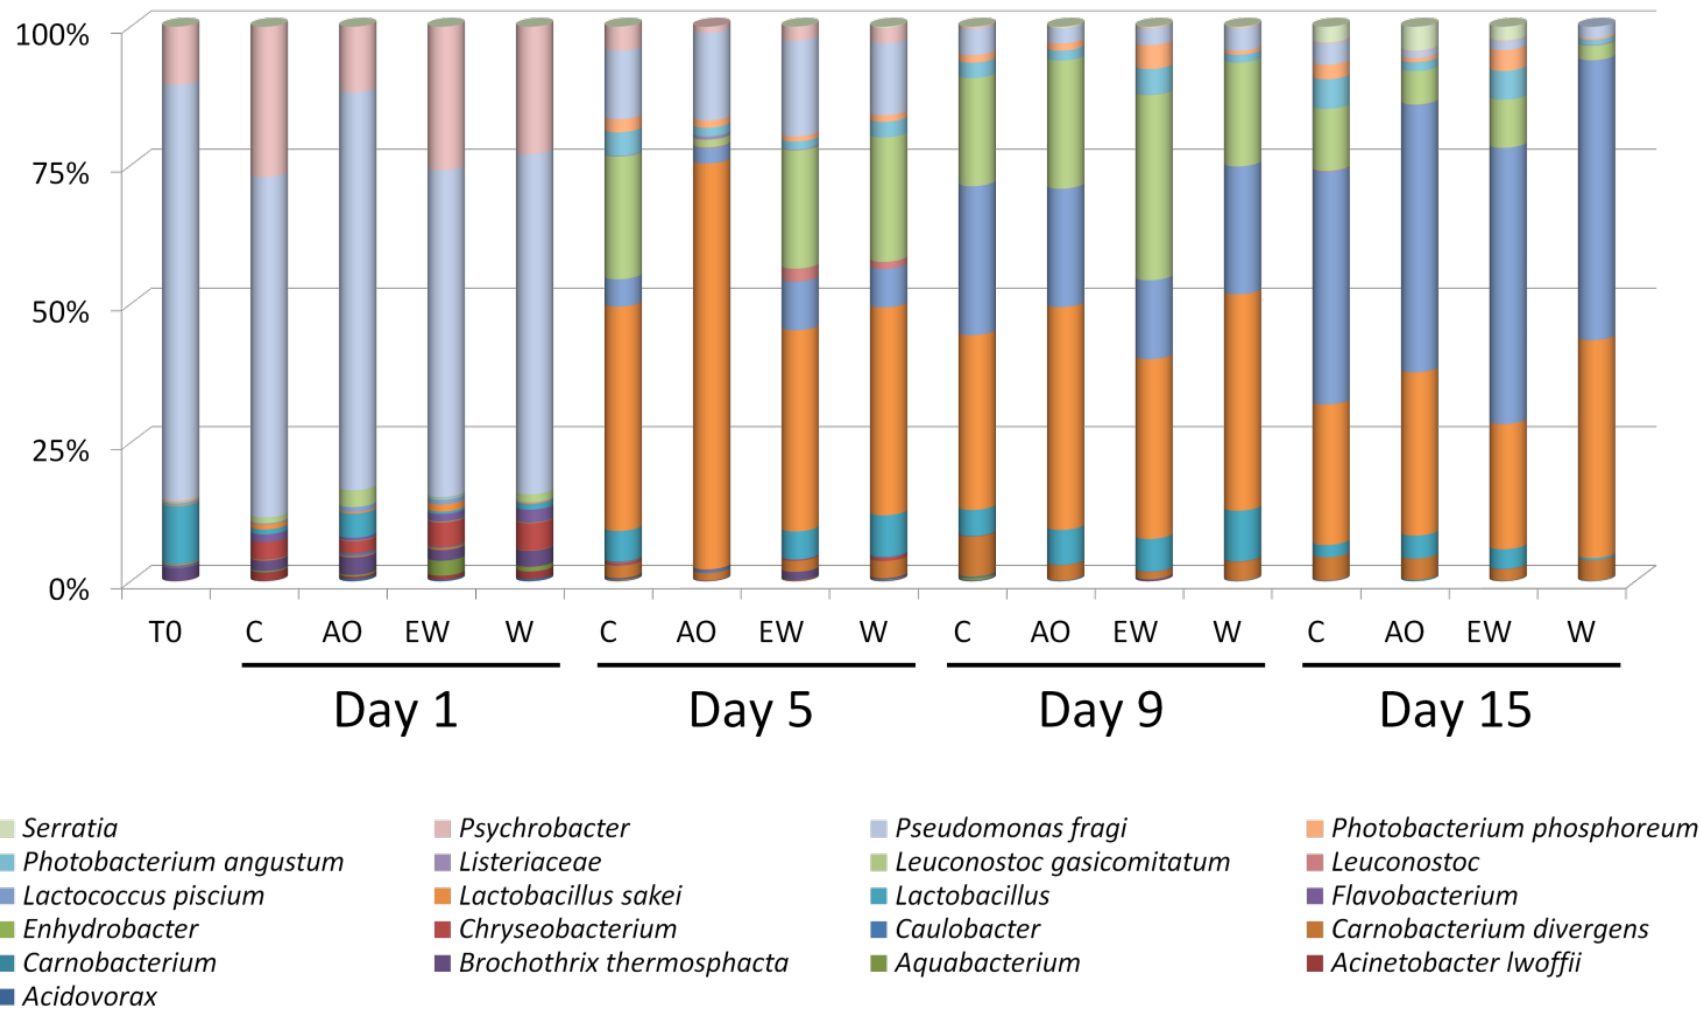 100%
75%
50%
25%
0%
T0 C AO EW W C AO EW W C AO EW W C AO EW W
Day 1 Day 5 Day 9 Day 15
Serratia Psychrobacter Pseudomonas fragi Photobacterium phosphoreum
Photobacterium angustum Listeriaceae Leuconostoc gasicomitatum Leuconostoc
Lactococcus piscium Lactobacillus sakei Lactobacillus Flavobacterium
Enhydrobacter Chryseobacterium Caulobacter Carnobacterium divergens
Carnobacterium Brochothrix thermosphacta Aquabacterium Acinetobacter lwoffii
Acidovorax